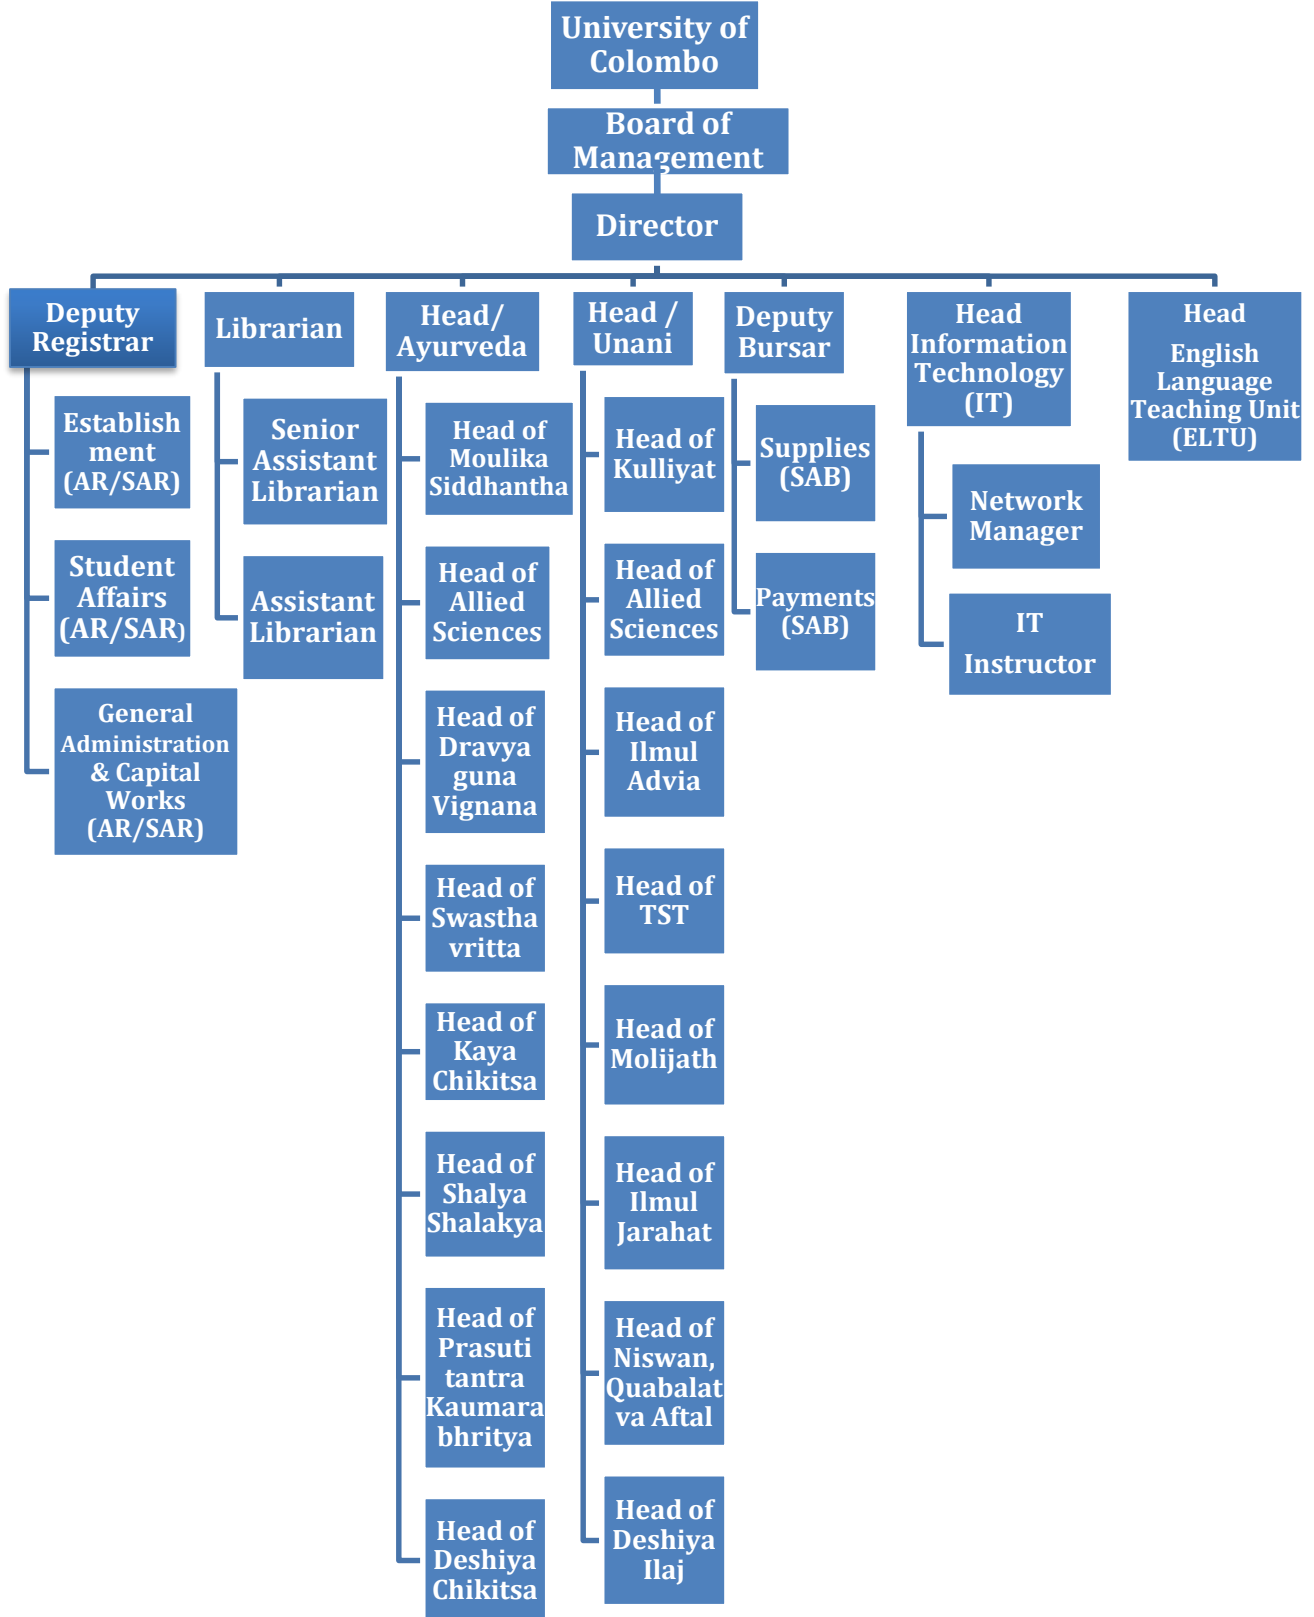 University of
Colombo
Board of
Management
Director
Deputy
Registrar
Establish
ment
(AR/SAR)
Student
Affairs
(AR/SAR)
General
Administration
& Capital
Works
(AR/SAR)
Librarian
Senior
Assistant
Librarian
Assistant
Librarian
Head/
Ayurveda
Head of
Moulika
Siddhantha
Head of
Allied
Sciences
Head of
Dravya
guna
Vignana
Head of
Swastha
vritta
Head of
Kaya
Chikitsa
Head of
Shalya
Shalakya
Head of
Prasuti
tantra
Kaumara
bhritya
Head of
Deshiya
Chikitsa
Head /
Unani
Head of
Kulliyat
Head of
Allied
Sciences
Head of
Ilmul
Advia
Head of
TST
Head of
Molijath
Head of
Ilmul
Jarahat
Head of
Niswan,
Quabalat
va Aftal
Head of
Deshiya
Ilaj
Deputy
Bursar
Supplies
(SAB)
Payments
(SAB)
Head
Information
Technology
(IT)
Network
Manager
IT
Instructor
Head
English
Language
Teaching Unit
(ELTU)